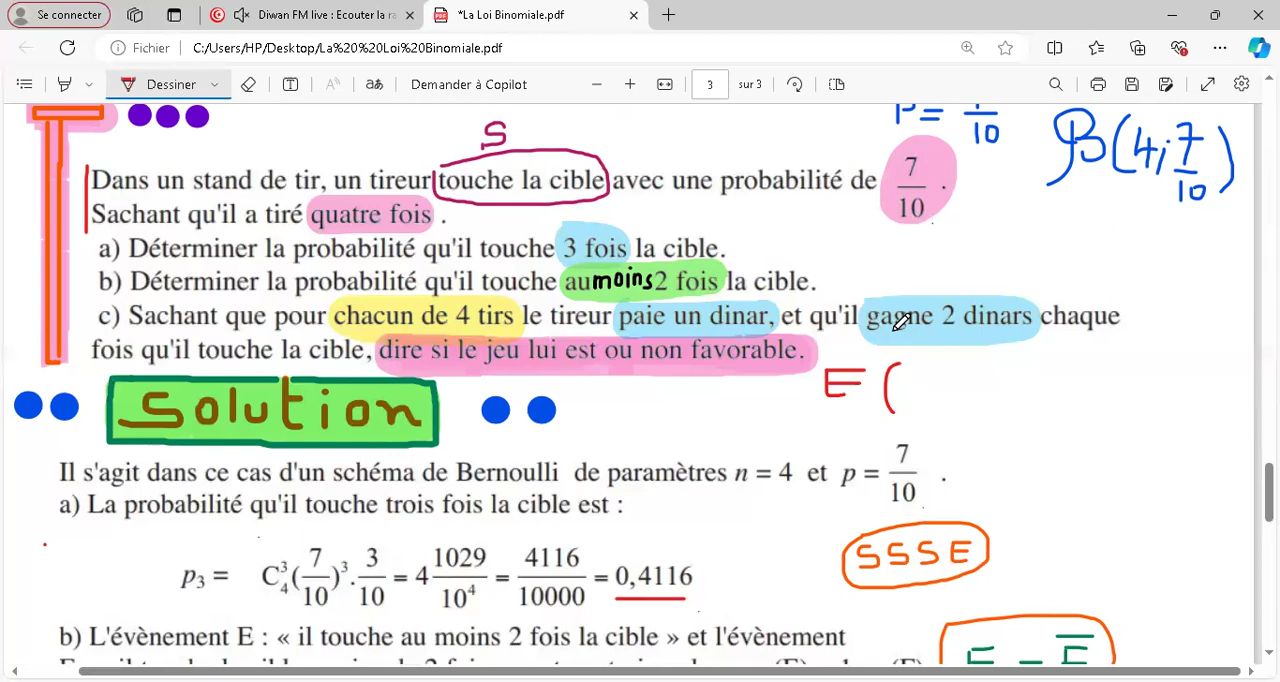 Se connecter
Diwan FM live : Ecouter la ra
*La Loi Binomiale.pdf
Fichier
C:/Users/HP/Desktop/La%20%20Loi%20Binomiale.pdf
Dessiner
Demander à Copilot
3 sur 3
10
B(4; 7/10)
S
Dans un stand de tir, un tireur touche la cible avec une probabilité de 7/10 .
Sachant qu'il a tiré quatre fois .
a) Déterminer la probabilité qu'il touche 3 fois la cible.
b) Déterminer la probabilité qu'il touche au moins 2 fois la cible.
c) Sachant que pour chacun de 4 tirs le tireur paie un dinar, et qu'il gagne 2 dinars chaque
fois qu'il touche la cible, dire si le jeu lui est ou non favorable.
E (
Solution
Il s'agit dans ce cas d'un schéma de Bernoulli de paramètres n = 4 et p = 7/10 .
a) La probabilité qu'il touche trois fois la cible est :
SSSE
p₃ = C₄³(7/10)³.3/10 = 4 1029/10⁴ = 4116/10000 = 0,4116
b) L'évènement E : « il touche au moins 2 fois la cible » et l'évènement